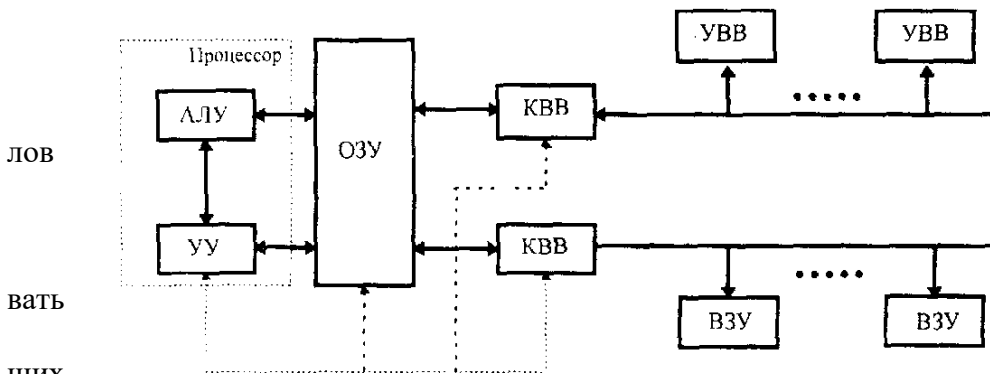 УВВ УВВ
Процессор
АЛУ
ОЗУ
КВВ
лов
УУ
КВВ
вать
ВЗУ ВЗУ
щих